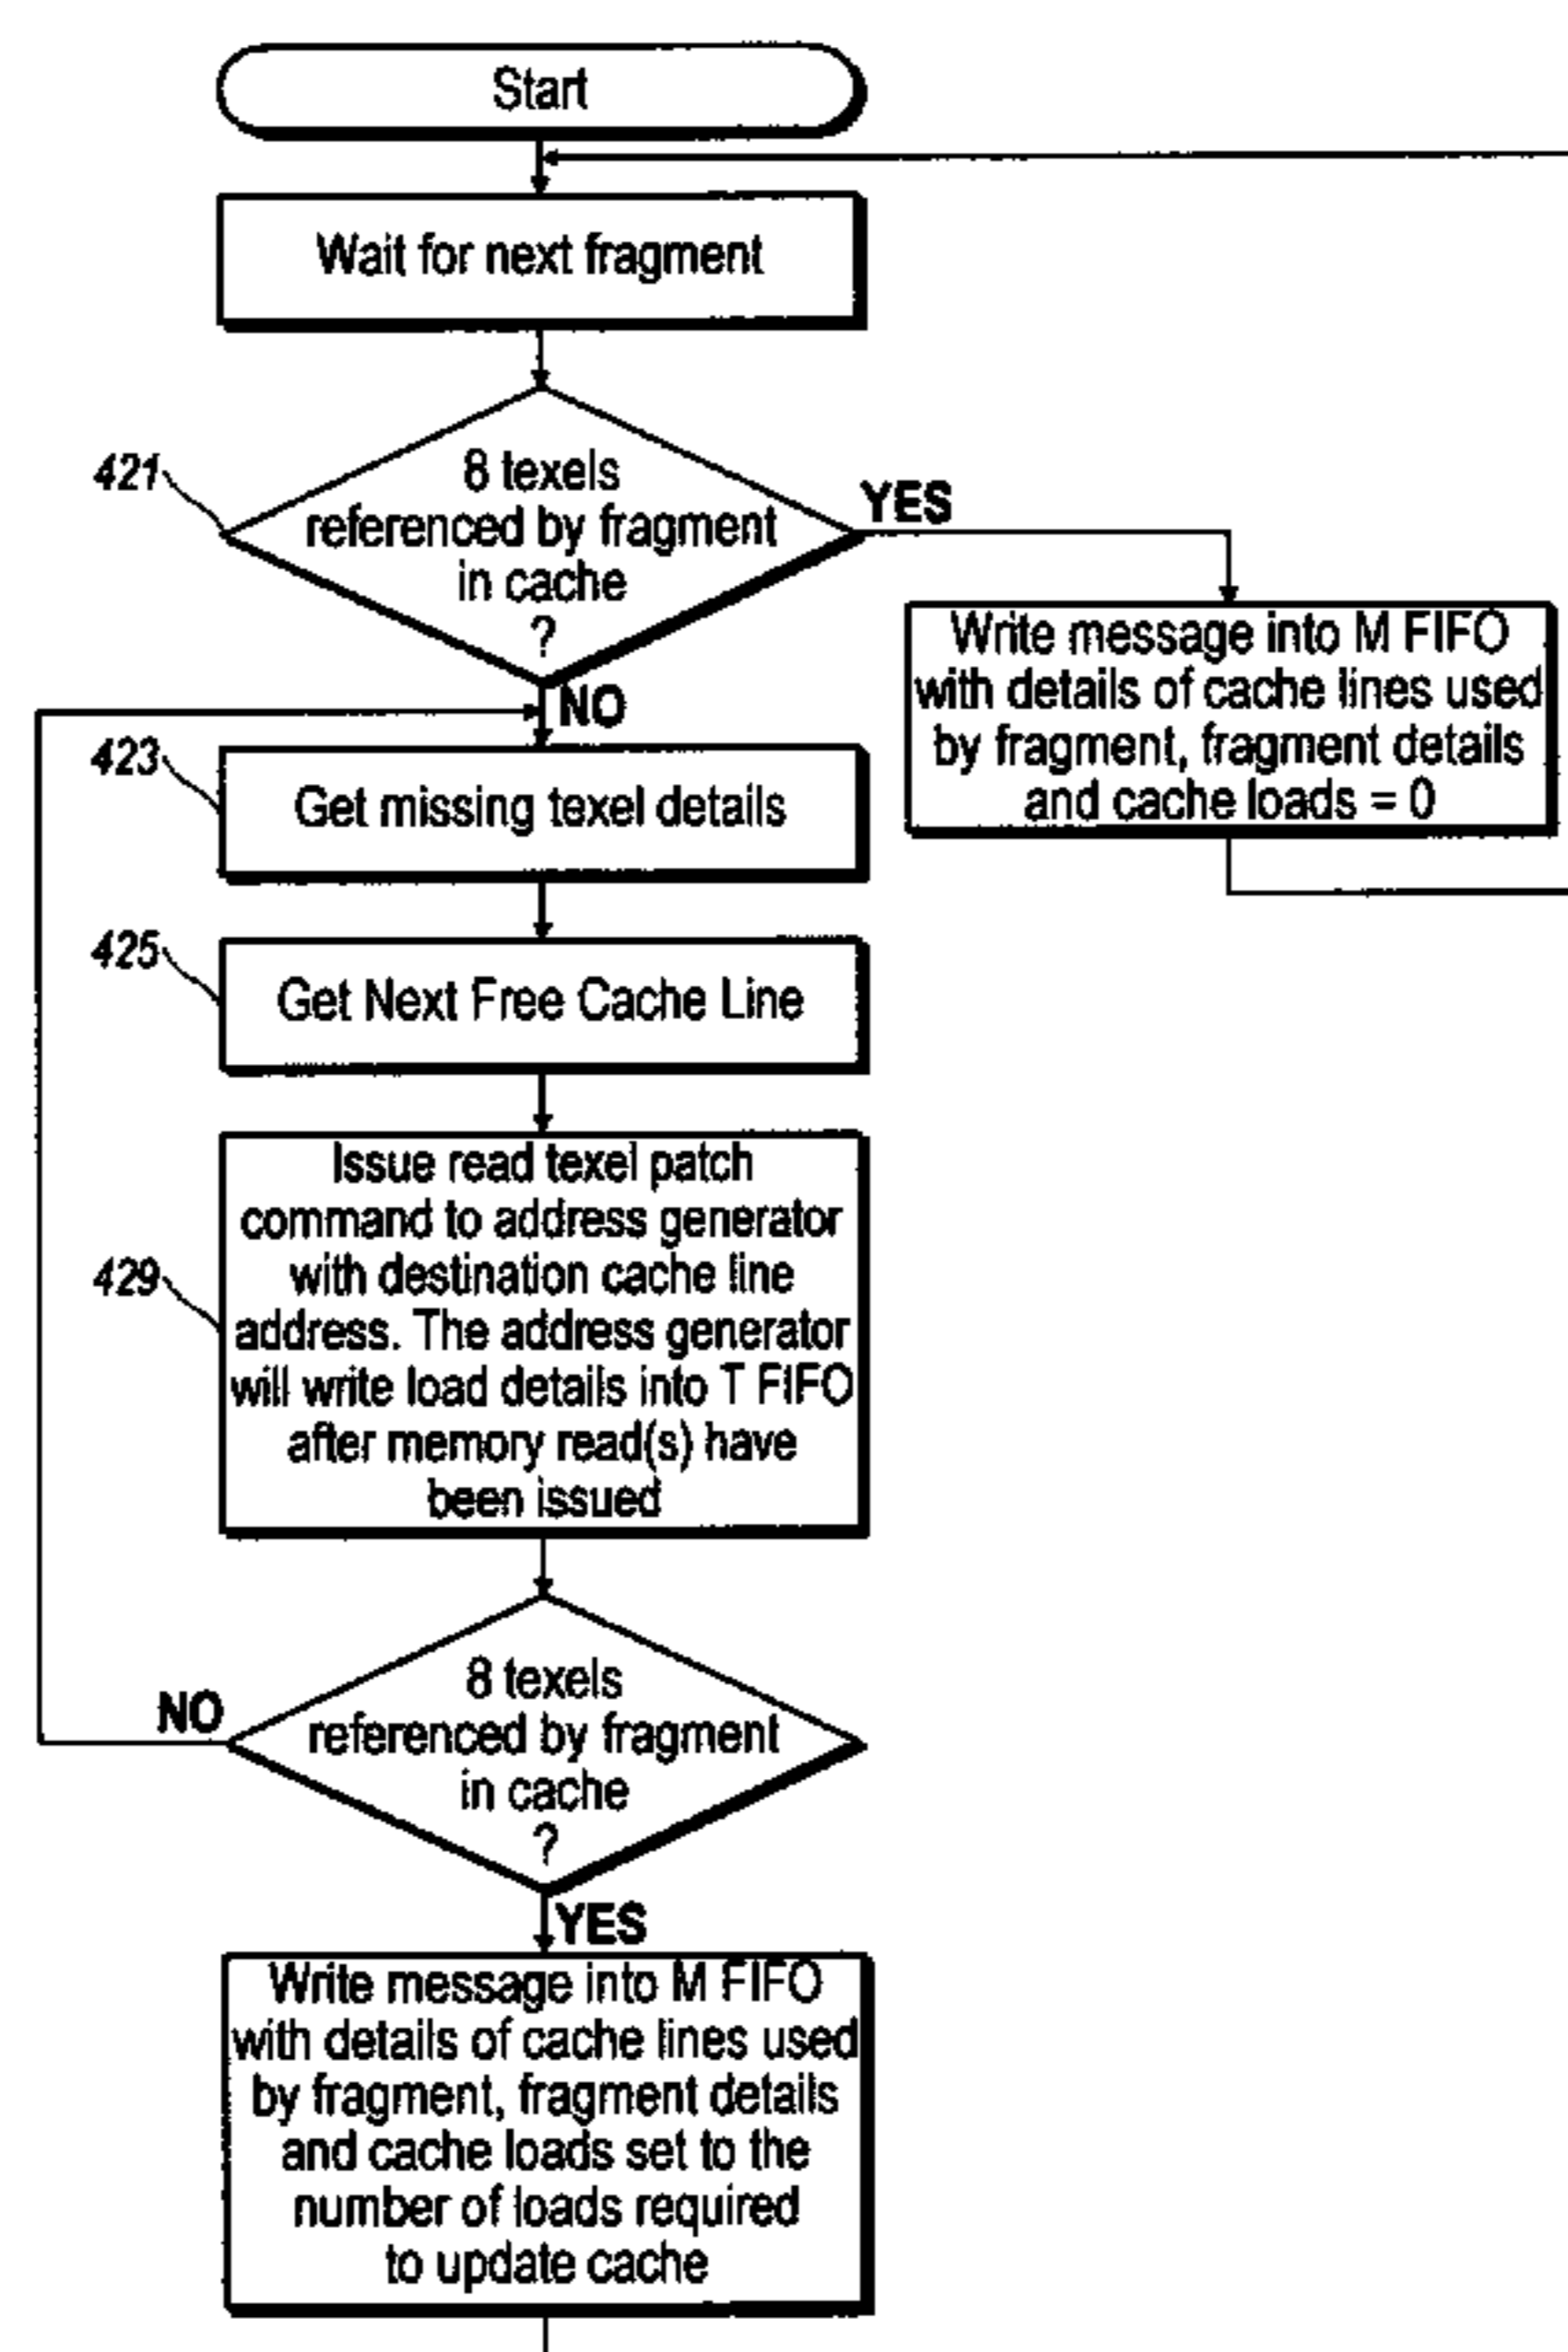 Start
Wait for next fragment
421
8 texels
referenced by fragment
in cache
?
YES
NO
Write message into M FIFO
with details of cache lines used
by fragment, fragment details
and cache loads = 0
423
Get missing texel details
425
Get Next Free Cache Line
429
Issue read texel patch
command to address generator
with destination cache line
address. The address generator
will write load details into T FIFO
after memory read(s) have
been issued
8 texels
referenced by fragment
in cache
?
NO
YES
Write message into M FIFO
with details of cache lines used
by fragment, fragment details
and cache loads set to the
number of loads required
to update cache